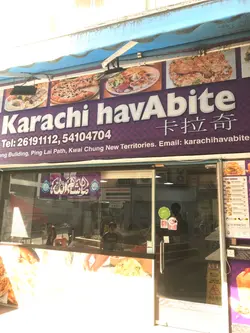 Karachi havAbite
卡拉奇
Tel: 26191112, 54104704
ng Building, Ping Lai Path, Kwai Chung New Territories. Email: karachihavabite